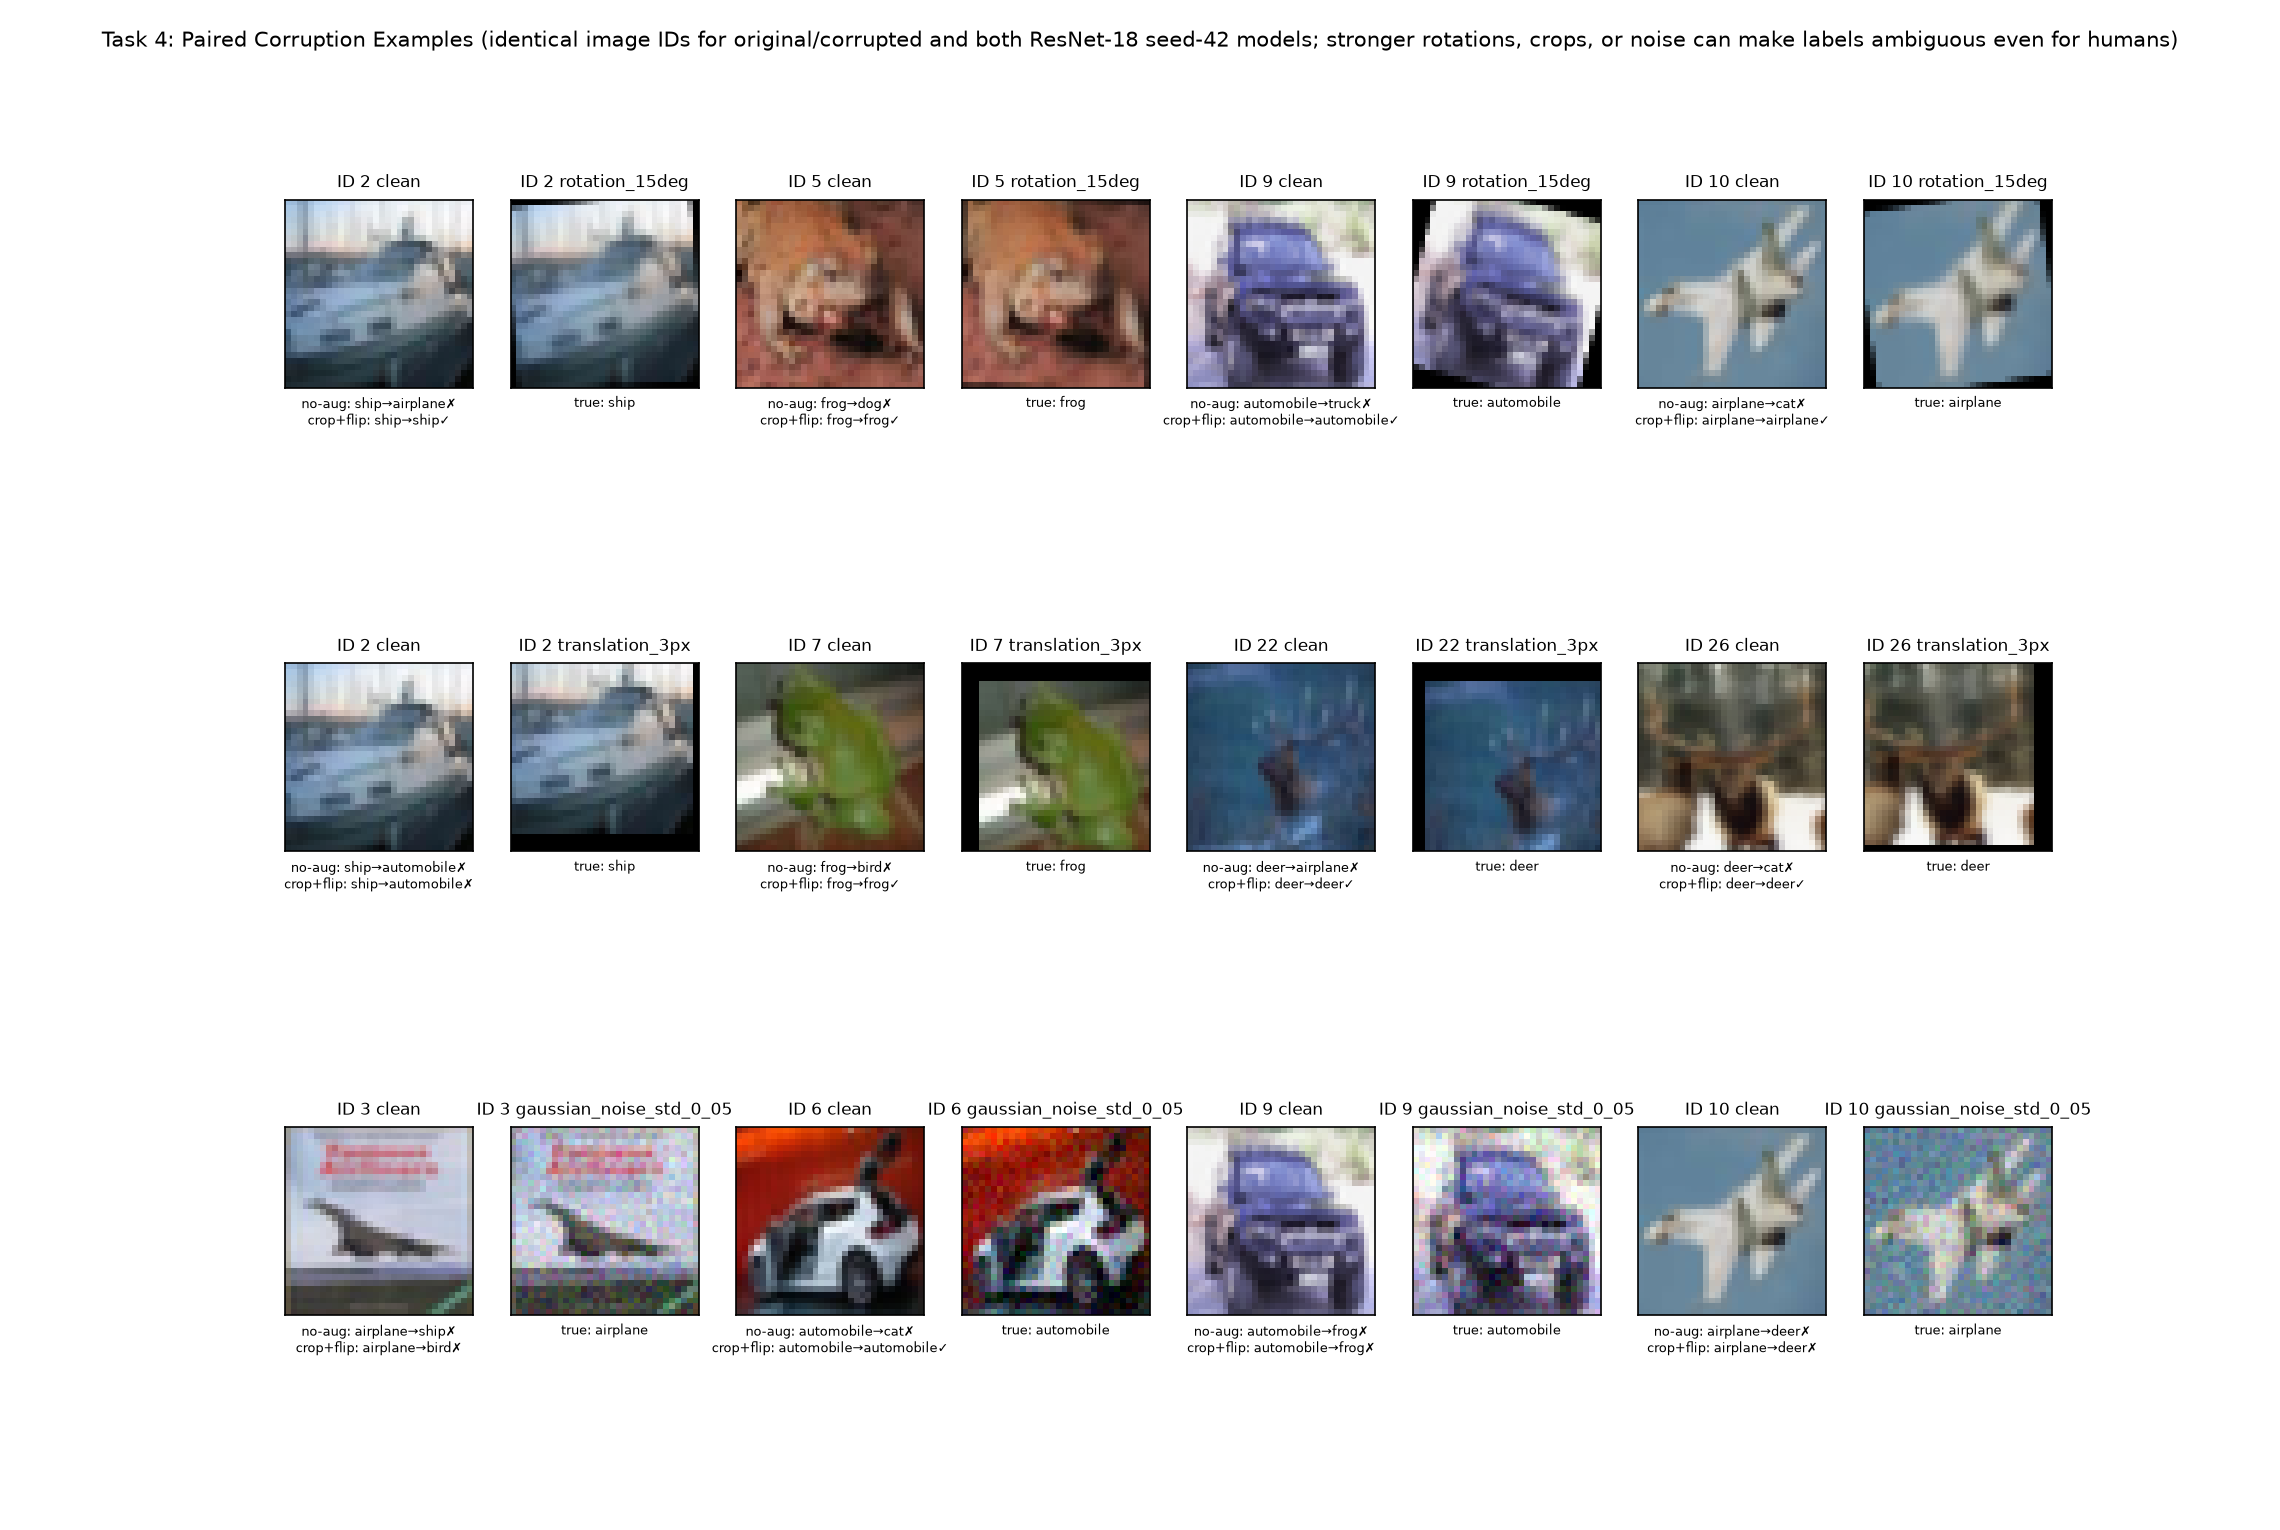 Task 4: Paired Corruption Examples (identical image IDs for original/corrupted and both ResNet-18 seed-42 models; stronger rotations, crops, or noise can make labels ambiguous even for humans)
ID 2 clean
ID 2 rotation_15deg
ID 5 clean
ID 5 rotation_15deg
ID 9 clean
ID 9 rotation_15deg
ID 10 clean
ID 10 rotation_15deg
no-aug: ship→airplane✗
crop+flip: ship→ship✓
true: ship
no-aug: frog→dog✗
crop+flip: frog→frog✓
true: frog
no-aug: automobile→truck✗
crop+flip: automobile→automobile✓
true: automobile
no-aug: airplane→cat✗
crop+flip: airplane→airplane✓
true: airplane
ID 2 clean
ID 2 translation_3px
ID 7 clean
ID 7 translation_3px
ID 22 clean
ID 22 translation_3px
ID 26 clean
ID 26 translation_3px
no-aug: ship→automobile✗
crop+flip: ship→automobile✗
true: ship
no-aug: frog→bird✗
crop+flip: frog→frog✓
true: frog
no-aug: deer→airplane✗
crop+flip: deer→deer✓
true: deer
no-aug: deer→cat✗
crop+flip: deer→deer✓
true: deer
ID 3 clean
ID 3 gaussian_noise_std_0_05
ID 6 clean
ID 6 gaussian_noise_std_0_05
ID 9 clean
ID 9 gaussian_noise_std_0_05
ID 10 clean
ID 10 gaussian_noise_std_0_05
no-aug: airplane→ship✗
crop+flip: airplane→bird✗
true: airplane
no-aug: automobile→cat✗
crop+flip: automobile→automobile✓
true: automobile
no-aug: automobile→frog✗
crop+flip: automobile→frog✗
true: automobile
no-aug: airplane→deer✗
crop+flip: airplane→deer✗
true: airplane